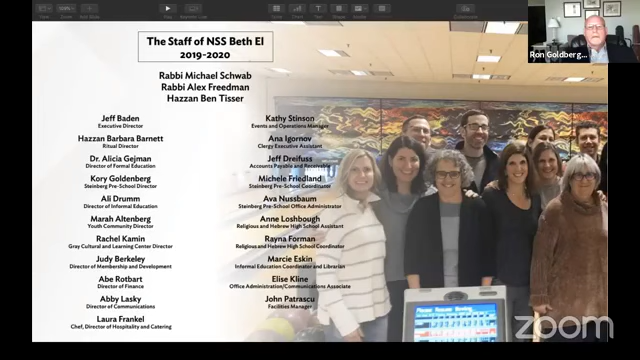 Play
Table
Chart
Text
Shape
Media
Collaborate
Ron Goldberg...
The Staff of NSS Beth El
2019-2020
Rabbi Michael Schwab
Rabbi Alex Freedman
Hazzan Ben Tisser
Jeff Baden
Executive Director
Hazzan Barbara Barnett
Ritual Director
Dr. Alicia Gejman
Director of Formal Education
Kory Goldenberg
Steinberg Pre-School Director
Ali Drumm
Director of Informal Education
Marah Altenberg
Youth Community Director
Rachel Kamin
Gray Cultural and Learning Center Director
Judy Berkeley
Director of Membership and Development
Abe Rotbart
Director of Finance
Abby Lasky
Director of Communications
Laura Frankel
Chef, Director of Hospitality and Catering
Kathy Stinson
Events and Operations Manager
Ana Igornov
Clergy Executive Assistant
Jeff Dreifuss
Accounts Payable and Receivable
Michele Friedland
Steinberg Pre-School Coordinator
Ava Nussbaum
Steinberg Pre-School Office Administrator
Anne Loshbough
Religious and Hebrew High School Assistant
Rayna Forman
Religious and Hebrew High School Coordinator
Marcie Eskin
Informal Education Coordinator and Librarian
Elise Kline
Office Administration/Communications Associate
John Patrascu
Facilities Manager
zoom